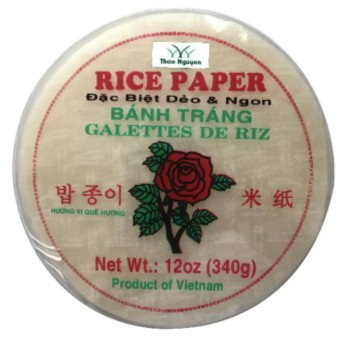 Thao Nguyen
RICE PAPER
Đặc Biệt Dẻo & Ngon
BÁNH TRÁNG
GALETTES DE RIZ
밥 종이
米 纸
HƯƠNG VỊ QUÊ HƯƠNG
Net Wt.: 12oz (340g)
Product of Vietnam